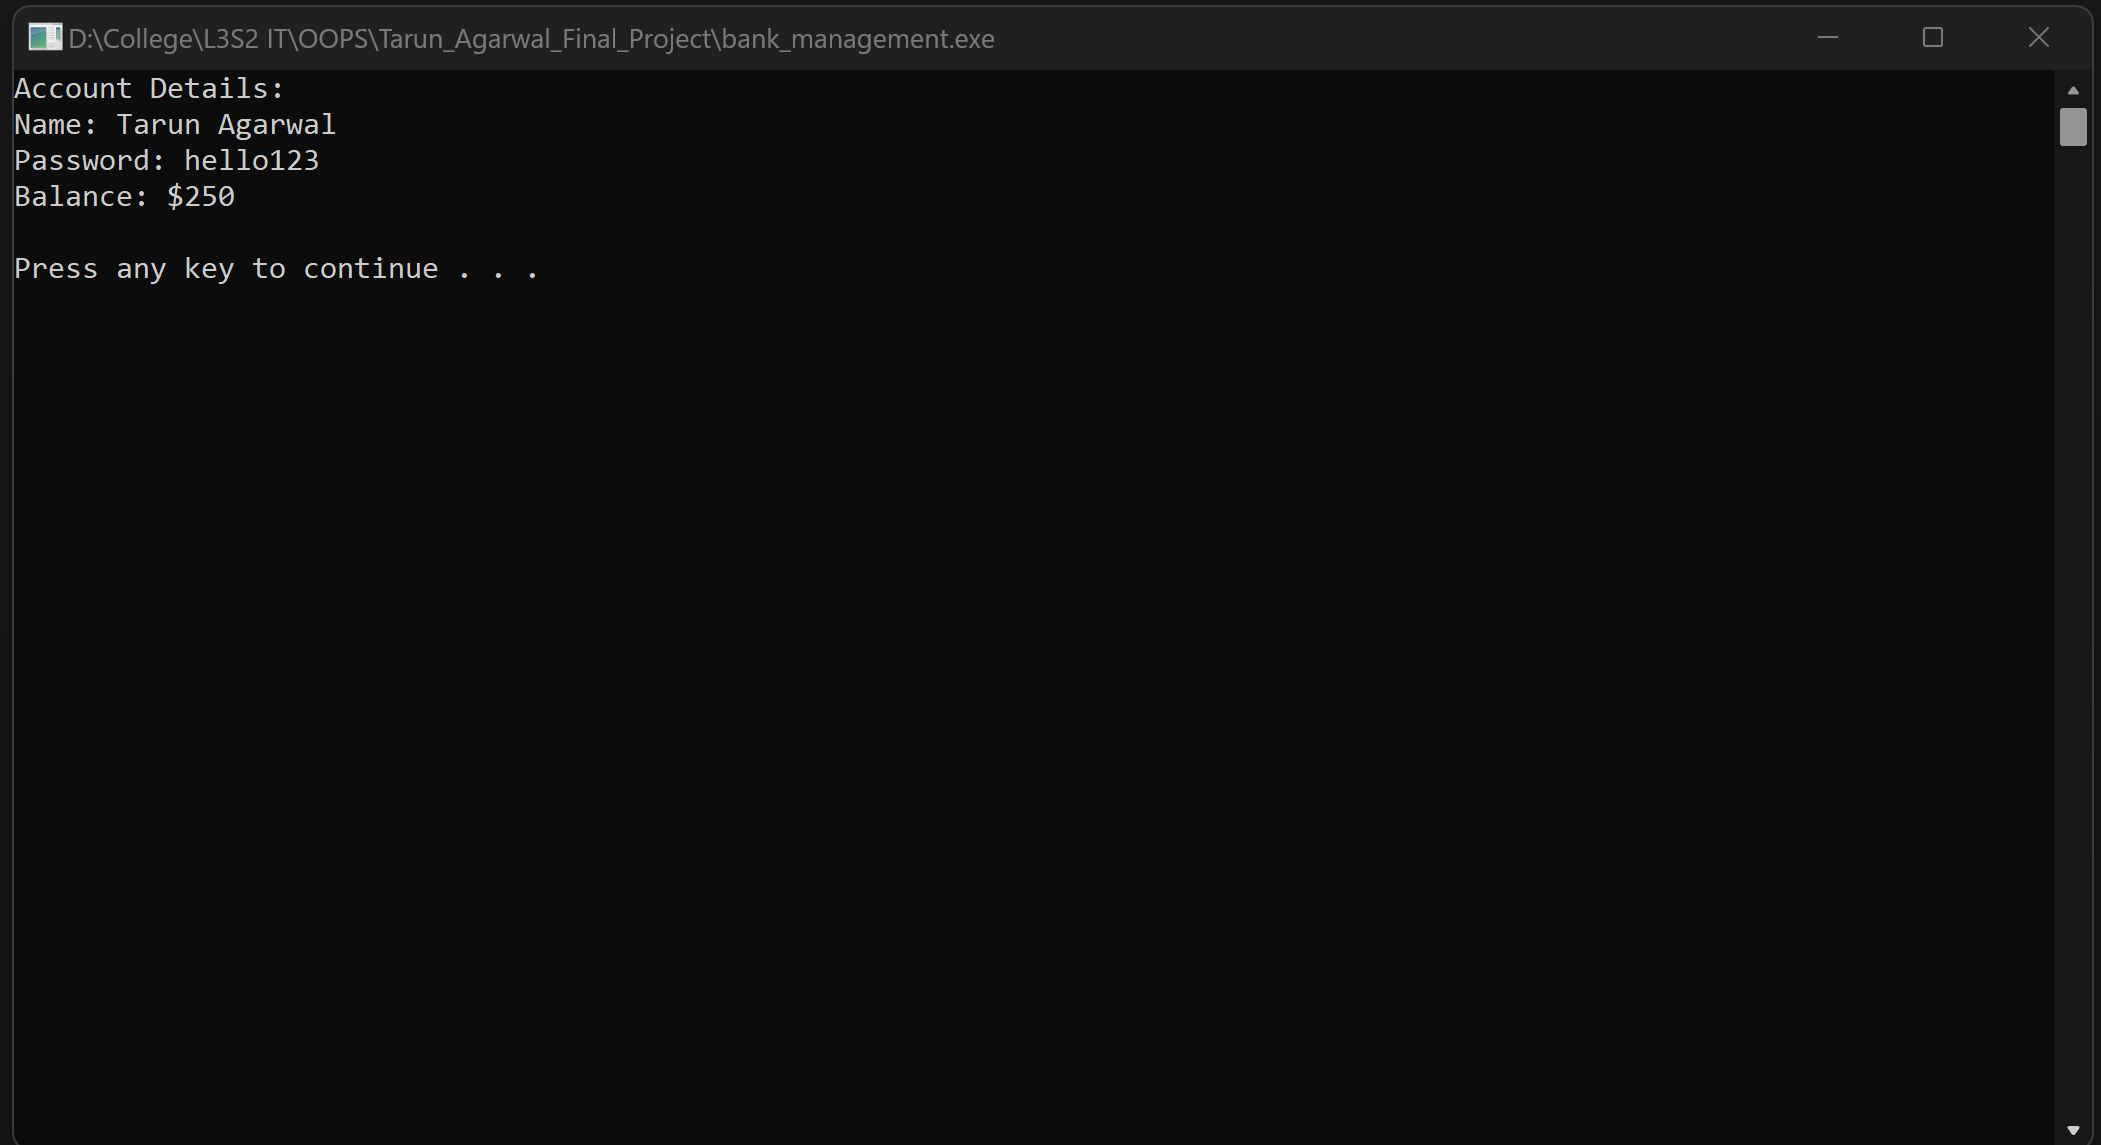 D:\College\L3S2 IT\OOPS\Tarun_Agarwal_Final_Project\bank_management.exe
Account Details:
Name: Tarun Agarwal
Password: hello123
Balance: $250
Press any key to continue . . .